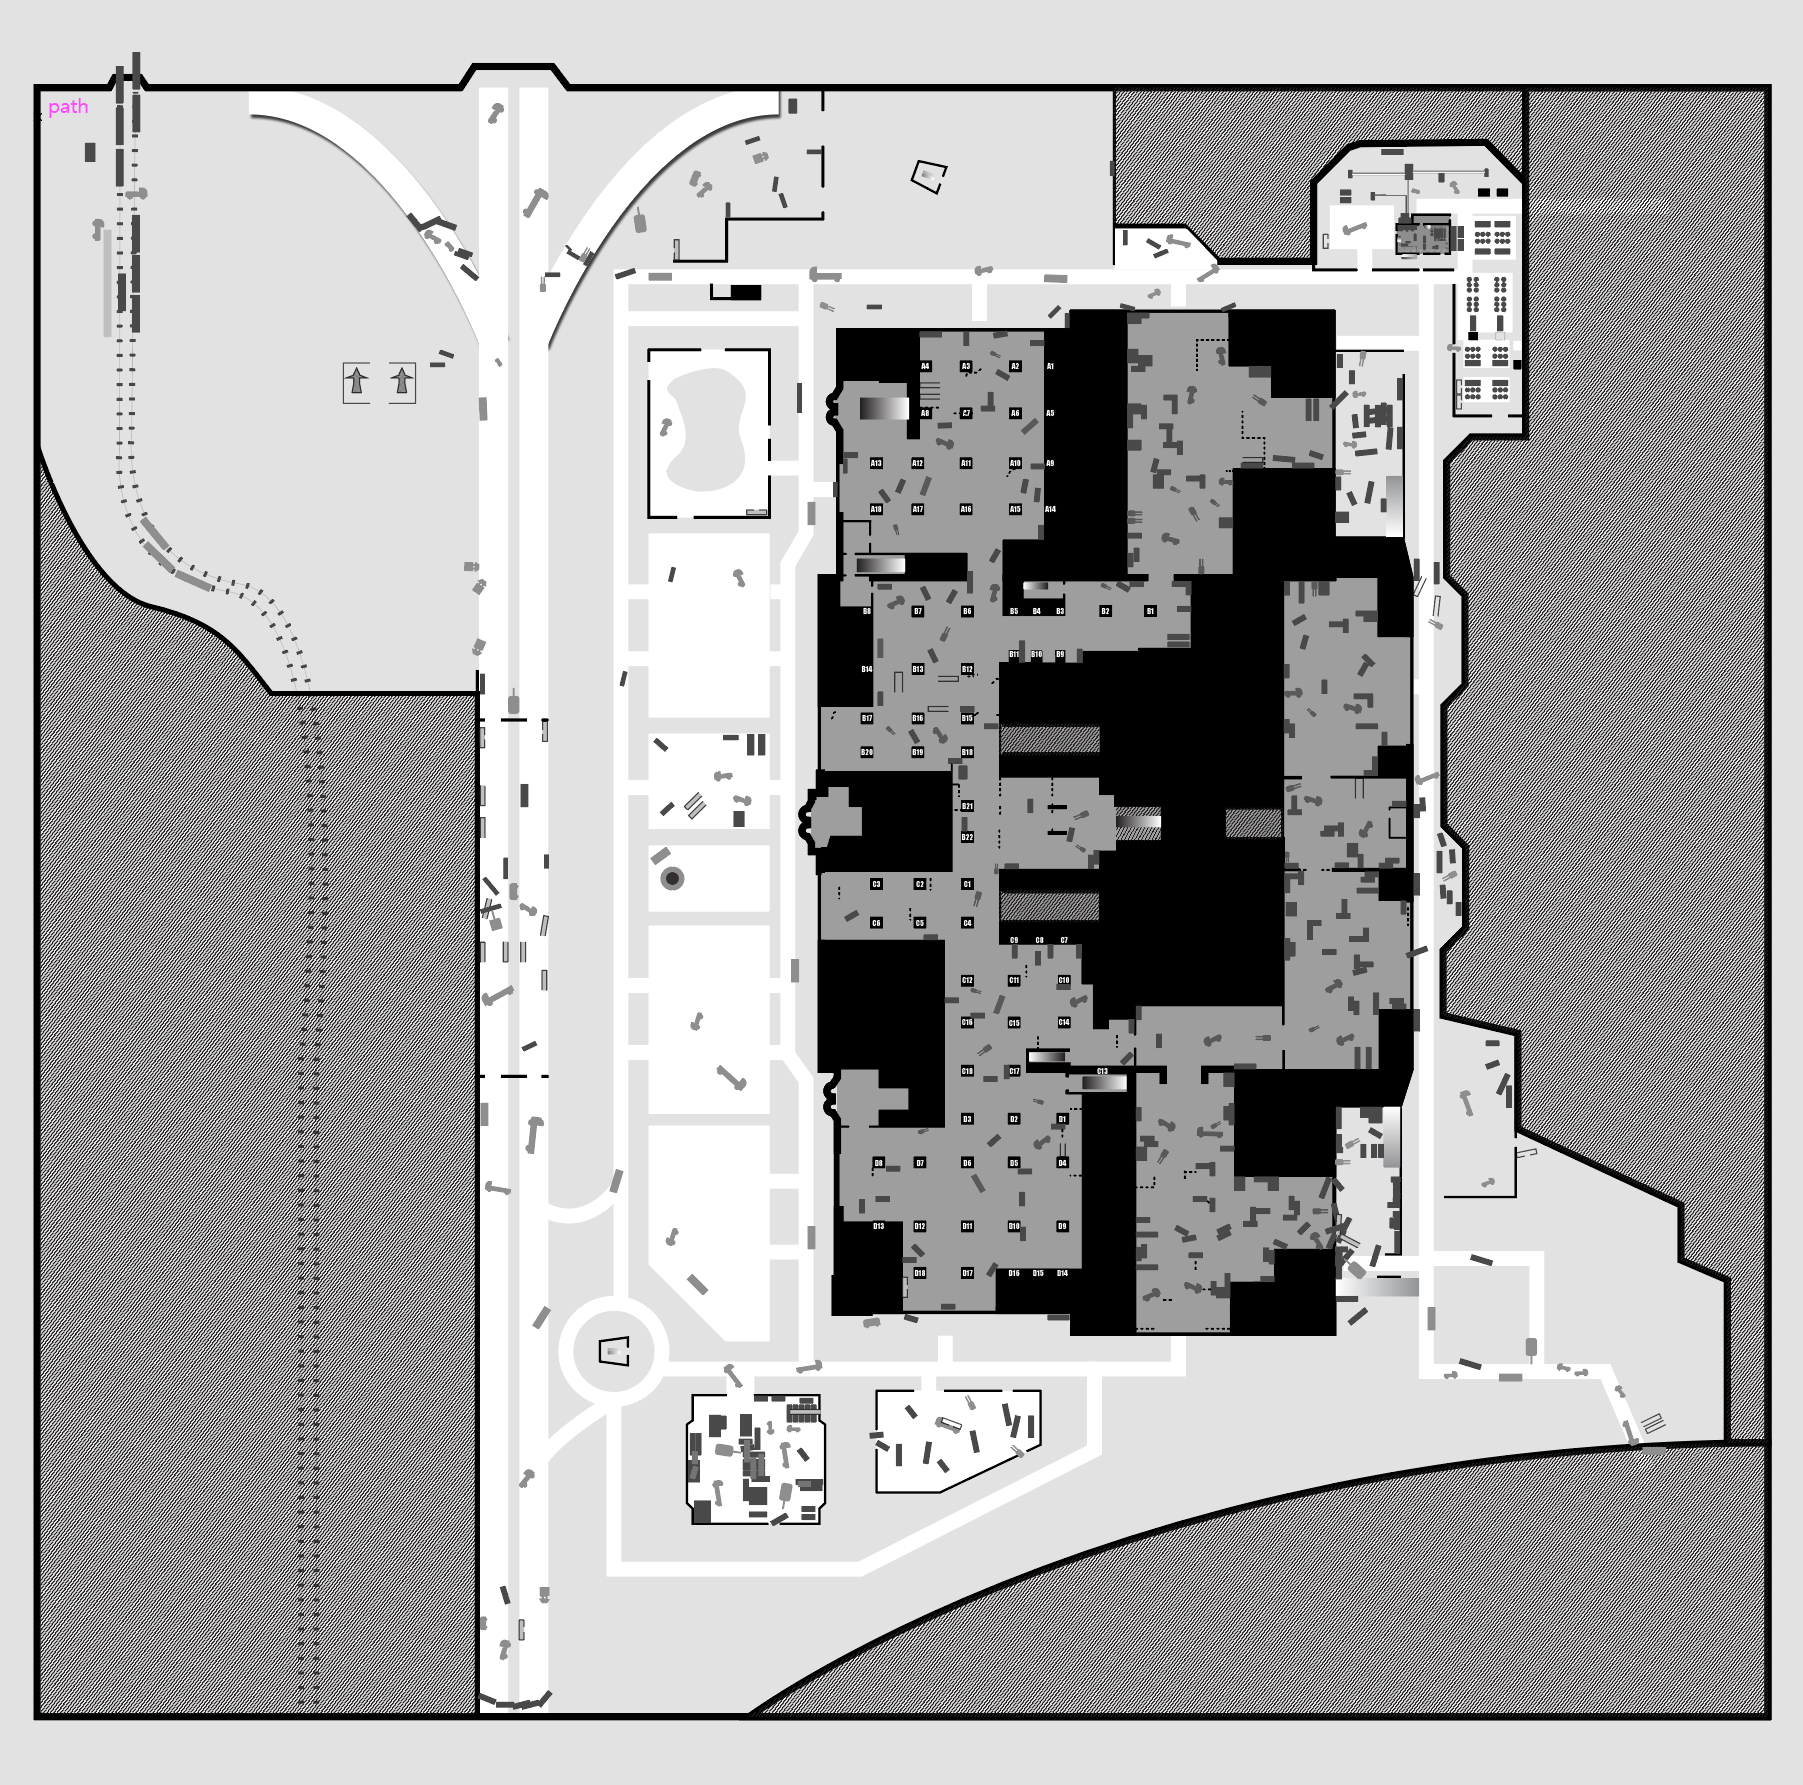 path
A4 A3 A2 A1
A8 A7 A6 A5
A13 A12 A11 A10 A9
A18 A17 A16 A15 A14
B8 B7 B6 B5 B4 B3 B2 B1
B11 B10 B9
B14 B13 B12
B17 B16 B15
B20 B19 B18
B21
B22
C3 C2 C1
C6 C5 C4
C9 C8 C7
C12 C11 C10
C16 C15 C14
C18 C17 C13
D3 D2 D1
D8 D7 D6 D5 D4
D13 D12 D11 D10 D9
D18 D17 D16 D15 D14